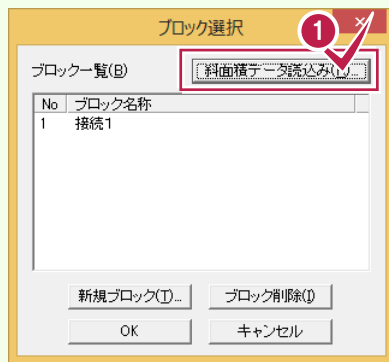 ブロック選択
1
ブロック一覧(B)
斜面積データ読込み
No ブロック名称
1 接続1
新規ブロック(T)...
ブロック削除(I)
OK
キャンセル